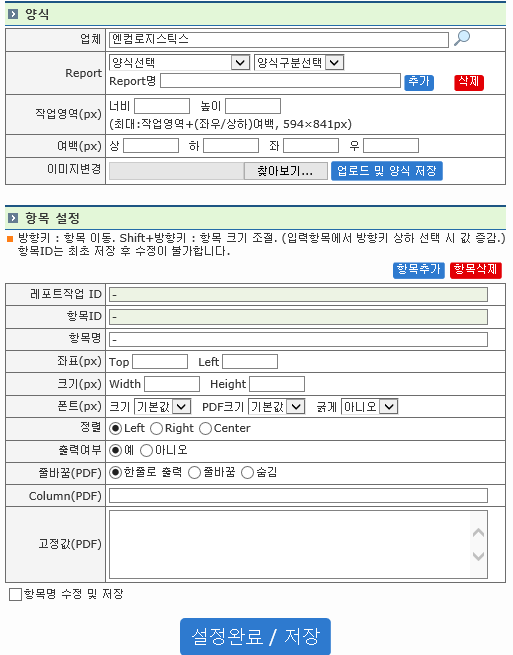 양식
업체 엔컴로지스틱스
Report 양식선택 양식구분선택
Report명 추가 삭제
작업영역(px) 너비 높이
(최대:작업영역+(좌우/상하)여백, 594×841px)
여백(px) 상 하 좌 우
이미지변경 찾아보기... 업로드 및 양식 저장
항목 설정
방향키 : 항목 이동. Shift+방향키 : 항목 크기 조절. (입력항목에서 방향키 상하 선택 시 값 증감.)
항목ID는 최초 저장 후 수정이 불가합니다.
항목추가 항목삭제
레포트작업 ID -
항목ID -
항목명 -
좌표(px) Top Left
크기(px) Width Height
폰트(px) 크기 기본값 PDF크기 기본값 굵게 아니오
정렬 Left Right Center
출력여부 예 아니오
줄바꿈(PDF) 한줄로 출력 줄바꿈 숨김
Column(PDF)
고정값(PDF)
항목명 수정 및 저장
설정완료 / 저장